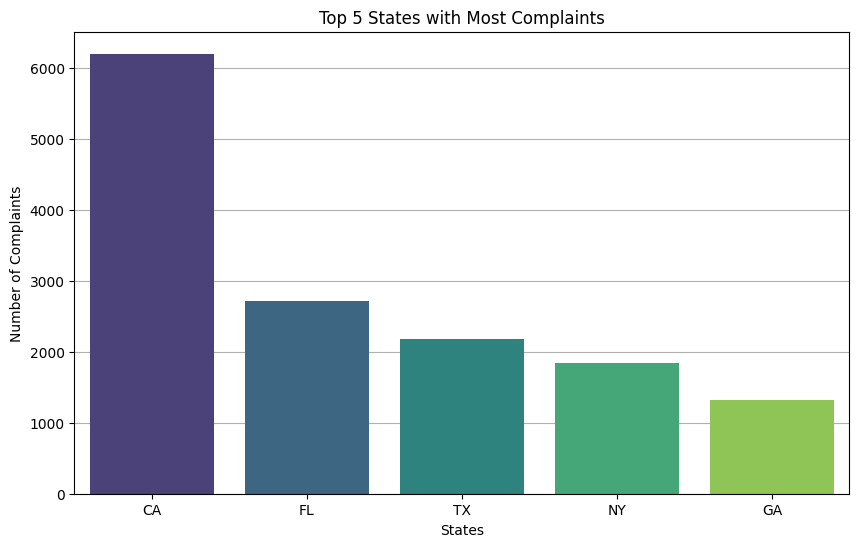 Top 5 States with Most Complaints
Number of Complaints
6000
5000
4000
3000
2000
1000
0
CA FL TX NY GA
States